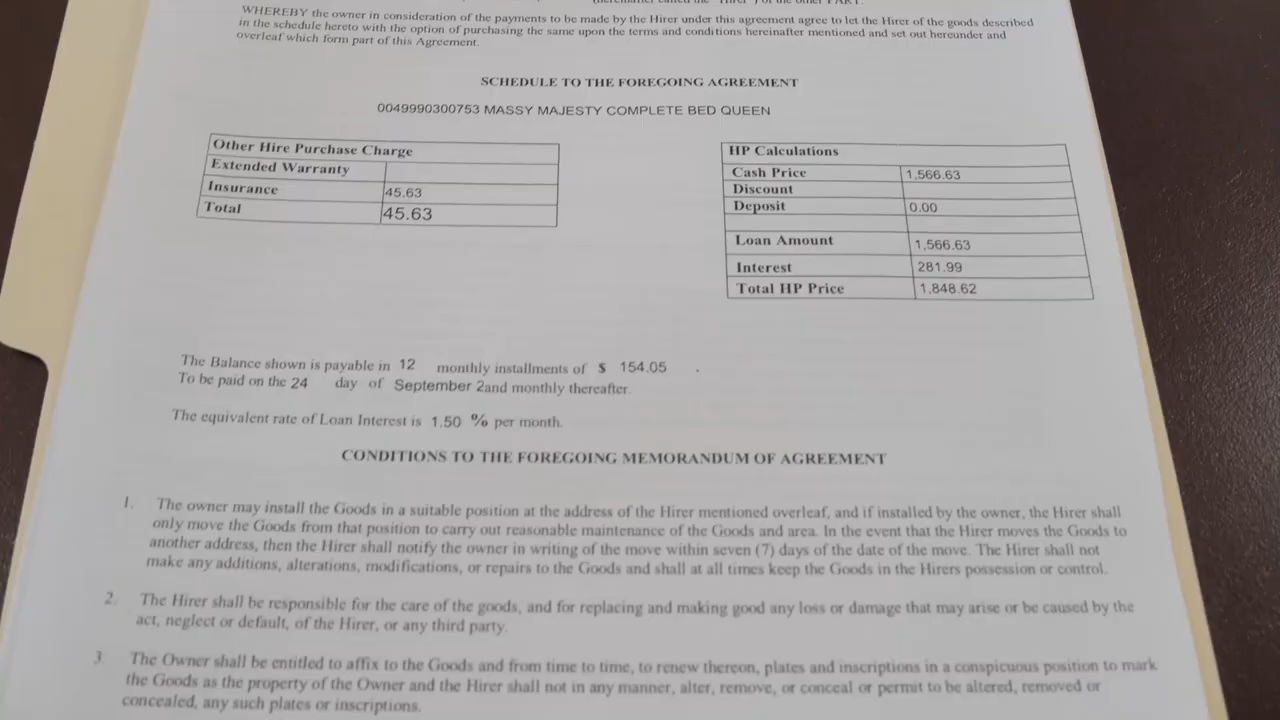 WHEREBY the owner in consideration of the payments to be made by the Hirer under this agreement agree to let the Hirer of the goods described
in the schedule hereto with the option of purchasing the same upon the terms and conditions hereinafter mentioned and set out hereunder and
overleaf which form part of this Agreement.
SCHEDULE TO THE FOREGOING AGREEMENT
0049990300753 MASSY MAJESTY COMPLETE BED QUEEN
Other Hire Purchase Charge
Extended Warranty
Insurance 45.63
Total 45.63
HP Calculations
Cash Price 1,566.63
Discount
Deposit 0.00
Loan Amount 1,566.63
Interest 281.99
Total HP Price 1,848.62
The Balance shown is payable in 12 monthly installments of $ 154.05 .
To be paid on the 24 day of September 2and monthly thereafter.
The equivalent rate of Loan Interest is 1.50 % per month.
CONDITIONS TO THE FOREGOING MEMORANDUM OF AGREEMENT
1. The owner may install the Goods in a suitable position at the address of the Hirer mentioned overleaf, and if installed by the owner, the Hirer shall
only move the Goods from that position to carry out reasonable maintenance of the Goods and area. In the event that the Hirer moves the Goods to
another address, then the Hirer shall notify the owner in writing of the move within seven (7) days of the date of the move. The Hirer shall not
make any additions, alterations, modifications, or repairs to the Goods and shall at all times keep the Goods in the Hirers possession or control.
2. The Hirer shall be responsible for the care of the goods, and for replacing and making good any loss or damage that may arise or be caused by the
act, neglect or default, of the Hirer, or any third party.
3. The Owner shall be entitled to affix to the Goods and from time to time, to renew thereon, plates and inscriptions in a conspicuous position to mark
the Goods as the property of the Owner and the Hirer shall not in any manner, alter, remove, or conceal or permit to be altered, removed or
concealed, any such plates or inscriptions.